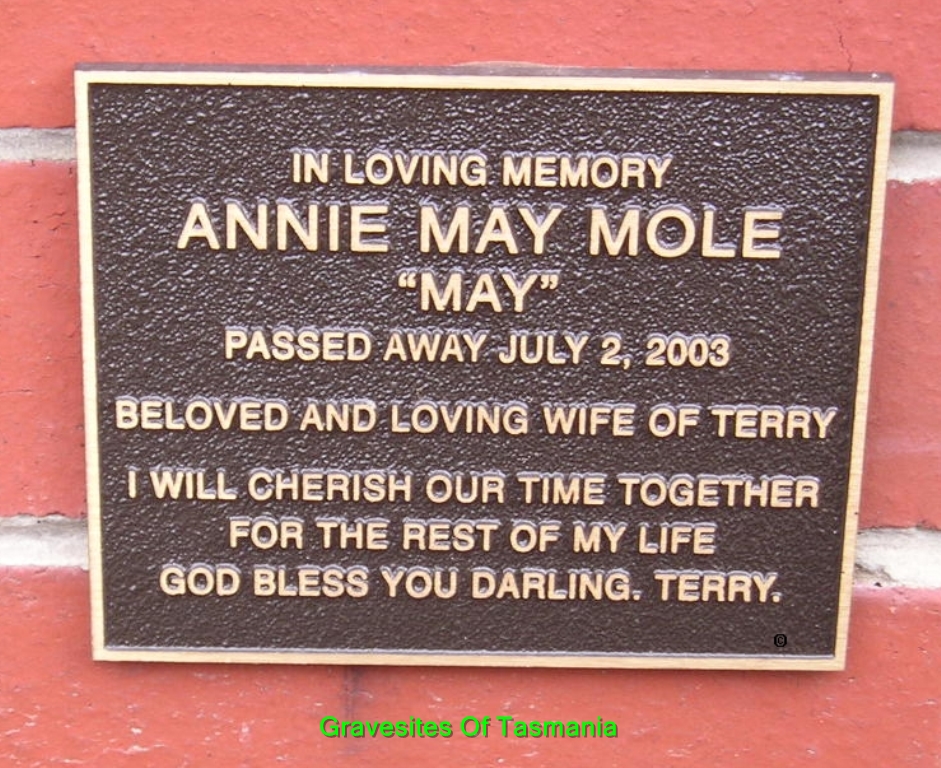 IN LOVING MEMORY
ANNIE MAY MOLE
“MAY”
PASSED AWAY JULY 2, 2003
BELOVED AND LOVING WIFE OF TERRY
I WILL CHERISH OUR TIME TOGETHER
FOR THE REST OF MY LIFE
GOD BLESS YOU DARLING. TERRY.
©
Gravesites Of Tasmania